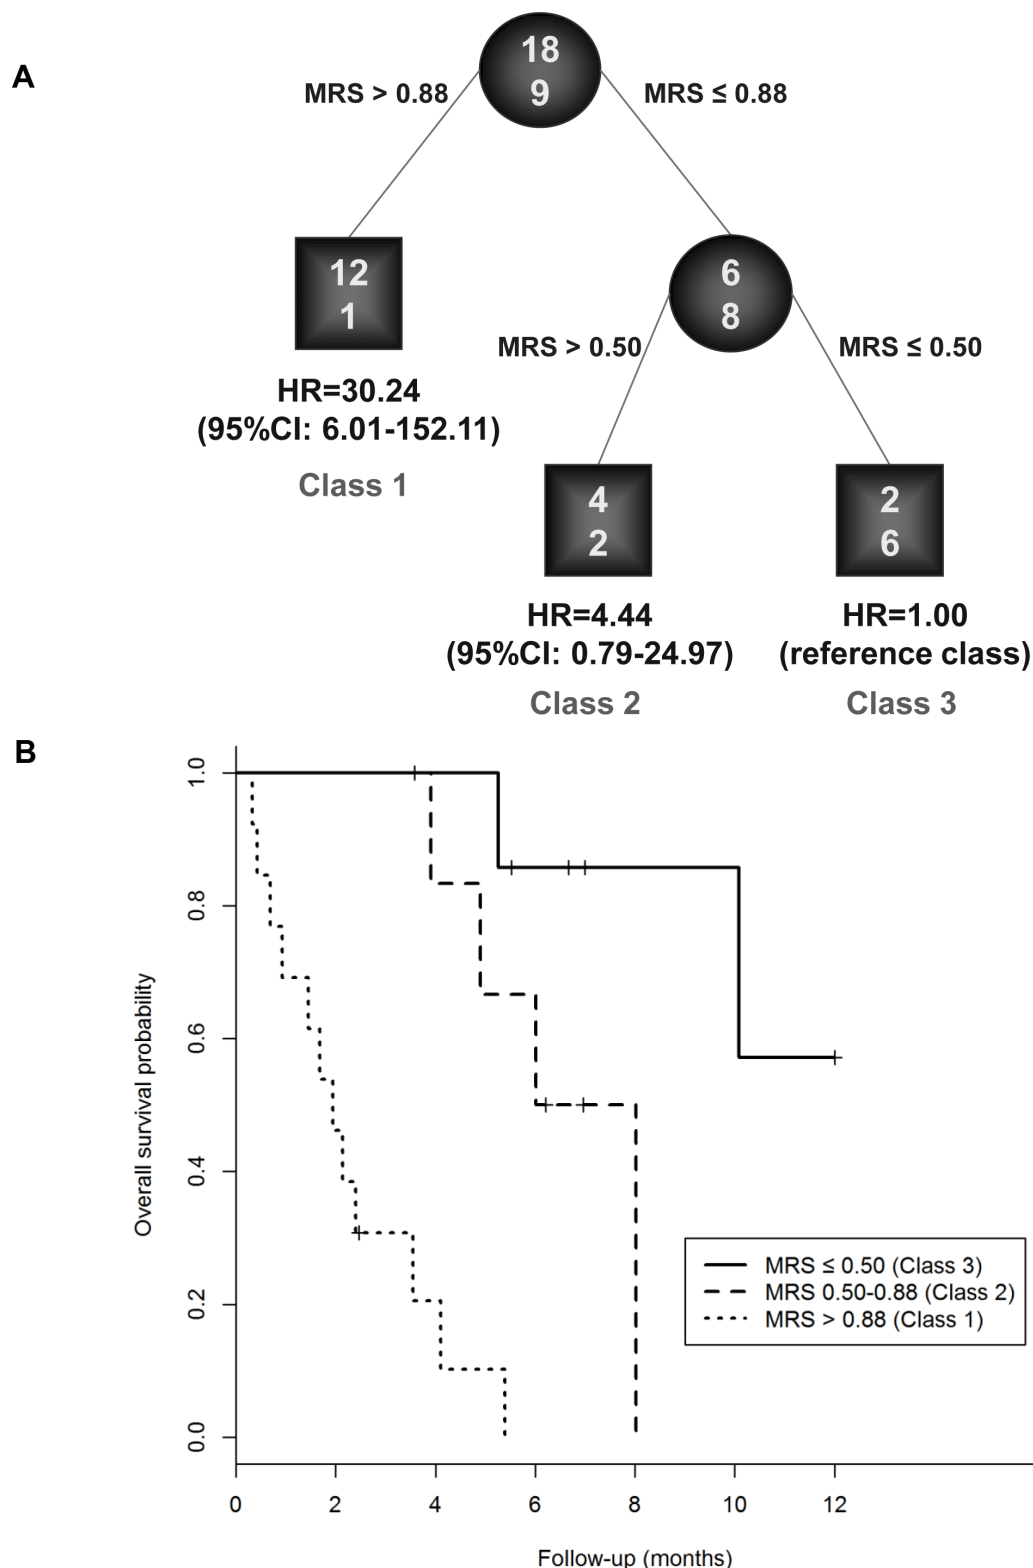 A
18
9
MRS > 0.88
MRS ≤ 0.88
12
1
6
8
HR=30.24
(95%CI: 6.01-152.11)
Class 1
MRS > 0.50
MRS ≤ 0.50
4
2
2
6
HR=4.44
(95%CI: 0.79-24.97)
Class 2
HR=1.00
(reference class)
Class 3
B
Overall survival probability
1.0
0.8
0.6
0.4
0.2
0.0
MRS ≤ 0.50 (Class 3)
MRS 0.50-0.88 (Class 2)
MRS > 0.88 (Class 1)
0 2 4 6 8 10 12
Follow-up (months)